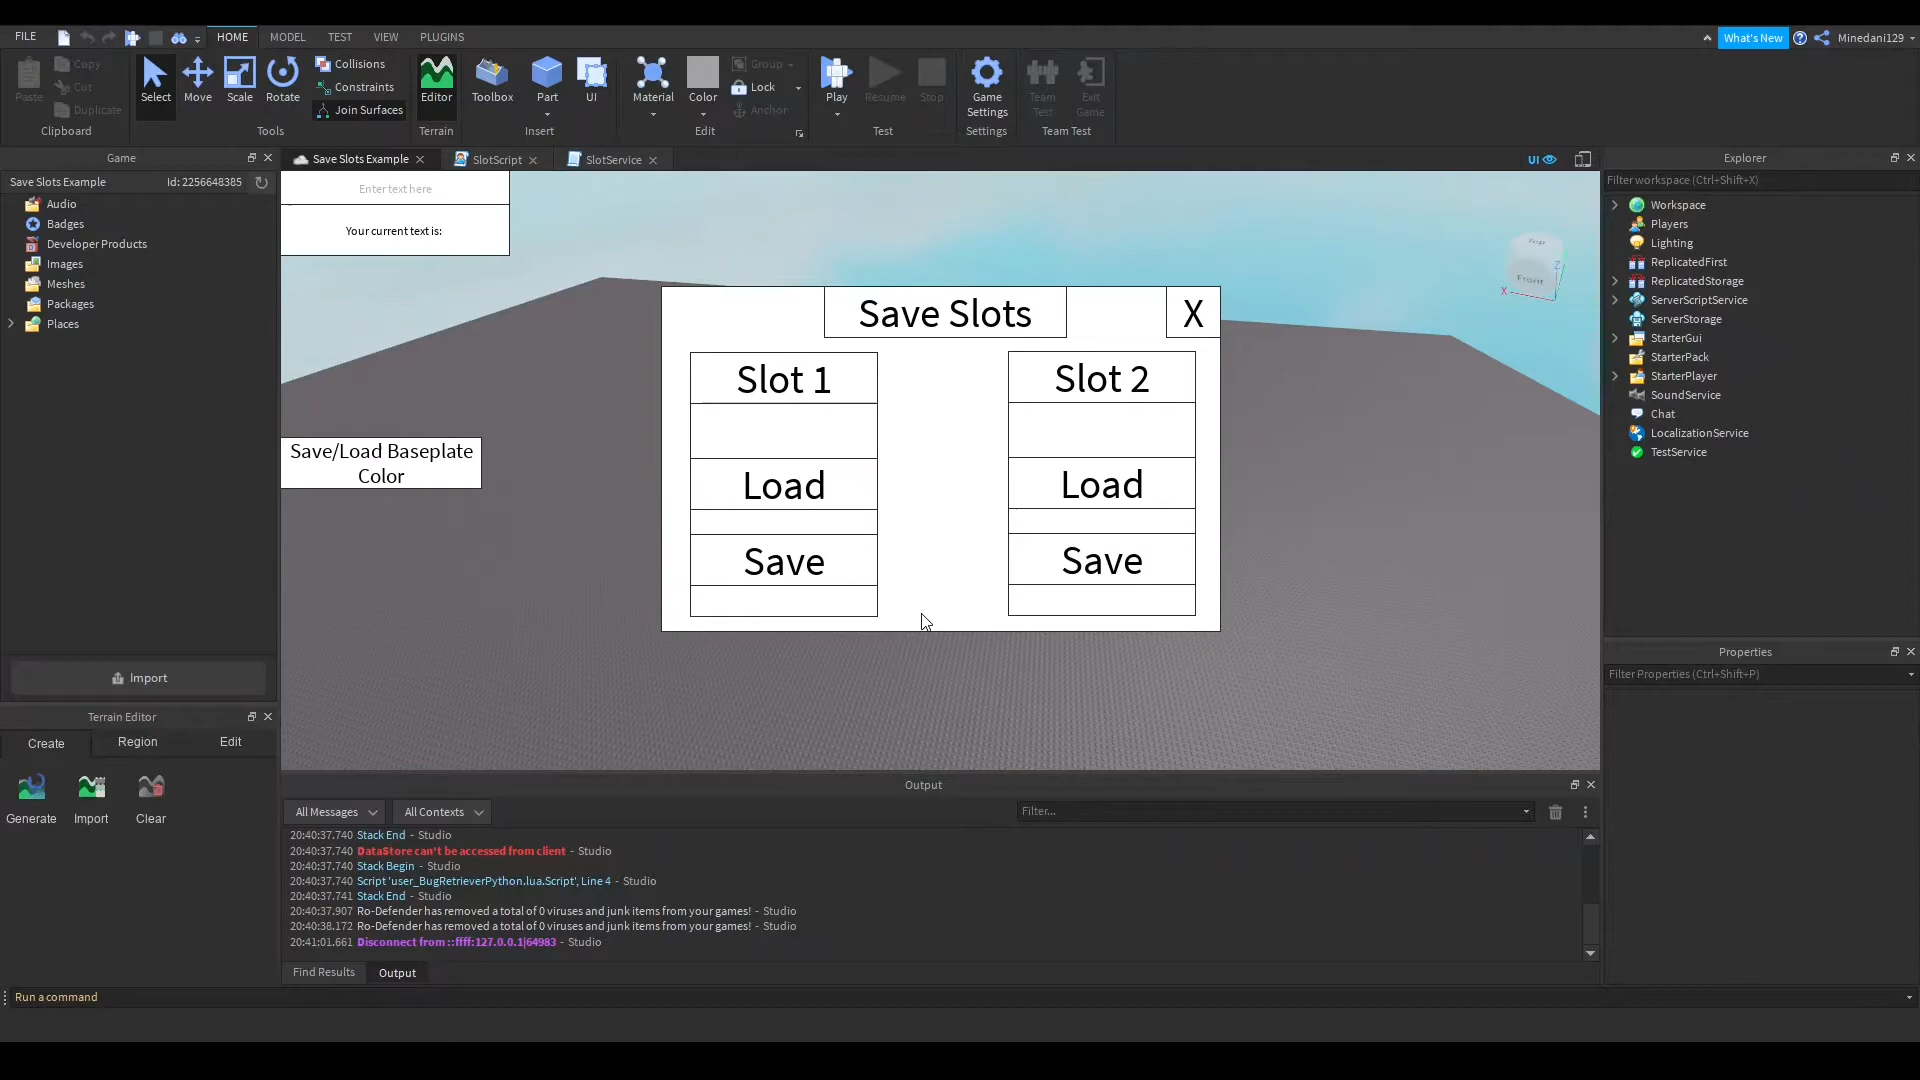 FILE
HOME
MODEL
TEST
VIEW
PLUGINS
What's New
Minedani129
Paste
Copy
Cut
Duplicate
Clipboard
Select
Move
Scale
Rotate
Collisions
Constraints
Join Surfaces
Tools
Editor
Terrain
Toolbox
Part
UI
Insert
Material
Color
Group
Lock
Anchor
Edit
Play
Resume
Stop
Test
Game
Settings
Settings
Team
Test
Exit
Game
Team Test
Game
Save Slots Example
Id: 2256648385
Audio
Badges
Developer Products
Images
Meshes
Packages
Places
Import
Terrain Editor
Create
Region
Edit
Generate
Import
Clear
Save Slots Example
SlotScript
SlotService
UI
Enter text here
Your current text is:
Save/Load Baseplate
Color
Save Slots
X
Slot 1
Load
Save
Slot 2
Load
Save
Top
Front
X
Z
Output
All Messages
All Contexts
Filter...
20:40:37.740 Stack End - Studio
20:40:37.740 DataStore can't be accessed from client - Studio
20:40:37.740 Stack Begin - Studio
20:40:37.740 Script 'user_BugRetrieverPython.lua.Script', Line 4 - Studio
20:40:37.741 Stack End - Studio
20:40:37.907 Ro-Defender has removed a total of 0 viruses and junk items from your games! - Studio
20:40:38.172 Ro-Defender has removed a total of 0 viruses and junk items from your games! - Studio
20:41:01.661 Disconnect from ::ffff:127.0.0.1|64983 - Studio
Find Results
Output
Run a command
Explorer
Filter workspace (Ctrl+Shift+X)
Workspace
Players
Lighting
ReplicatedFirst
ReplicatedStorage
ServerScriptService
ServerStorage
StarterGui
StarterPack
StarterPlayer
SoundService
Chat
LocalizationService
TestService
Properties
Filter Properties (Ctrl+Shift+P)